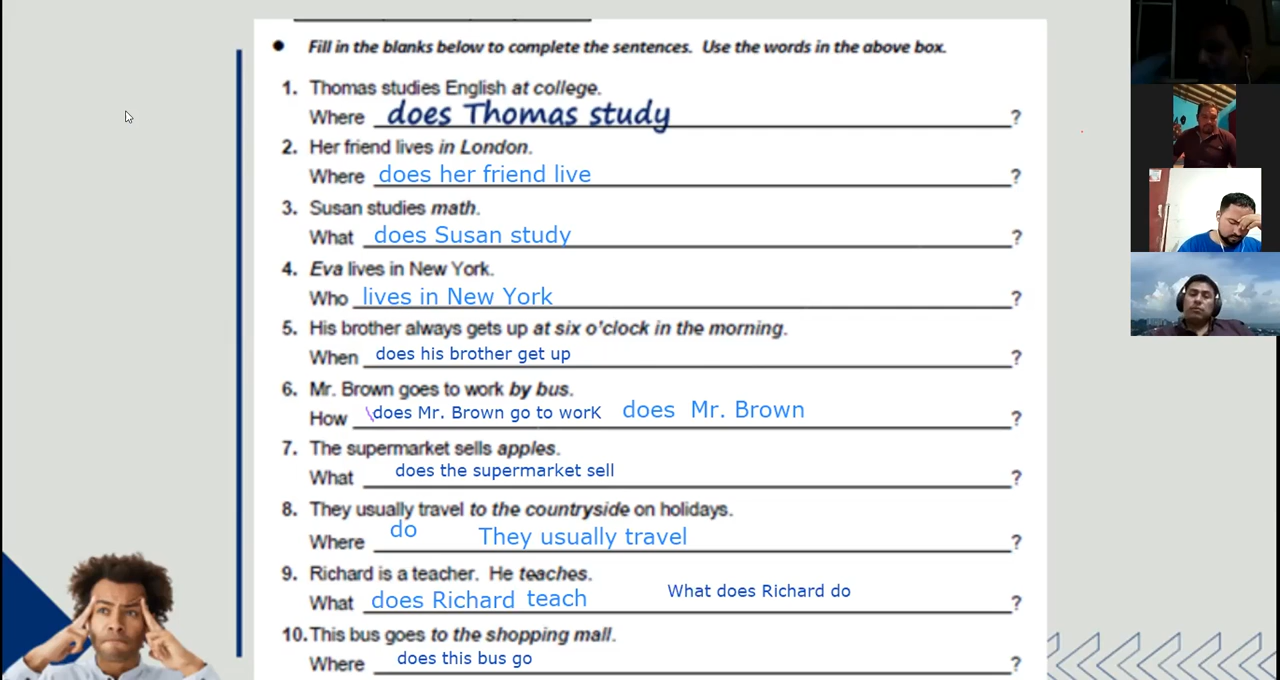 ● Fill in the blanks below to complete the sentences. Use the words in the above box.
1. Thomas studies English at college.
Where does Thomas study ?
2. Her friend lives in London.
Where does her friend live ?
3. Susan studies math.
What does Susan study ?
4. Eva lives in New York.
Who lives in New York ?
5. His brother always gets up at six o'clock in the morning.
When does his brother get up ?
6. Mr. Brown goes to work by bus.
How \does Mr. Brown go to worK does Mr. Brown ?
7. The supermarket sells apples.
What does the supermarket sell ?
8. They usually travel to the countryside on holidays.
Where do They usually travel ?
9. Richard is a teacher. He teaches.
What does Richard teach What does Richard do ?
10. This bus goes to the shopping mall.
Where does this bus go ?